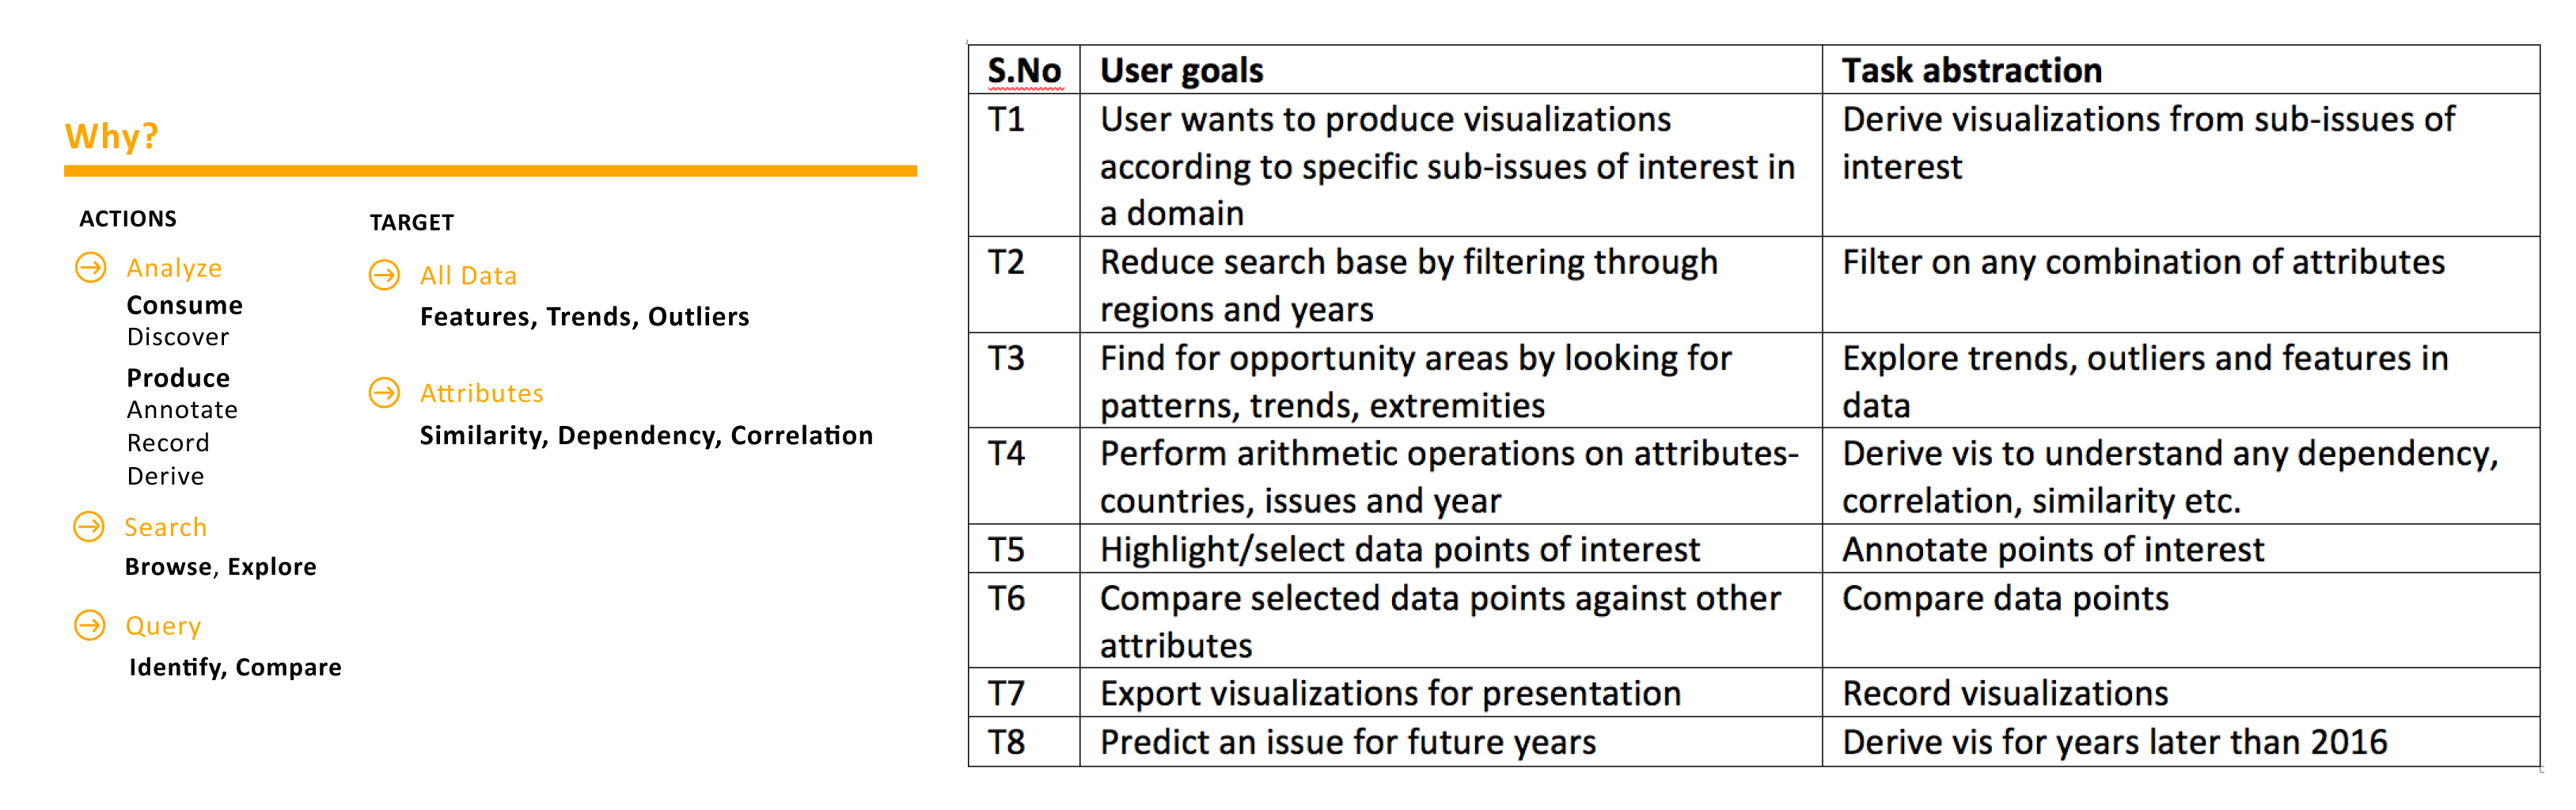 Why?
ACTIONS
Analyze
Consume
Discover
Produce
Annotate
Record
Derive
Search
Browse, Explore
Query
Identify, Compare
TARGET
All Data
Features, Trends, Outliers
Attributes
Similarity, Dependency, Correlation
S.No User goals Task abstraction
T1 User wants to produce visualizations Derive visualizations from sub-issues of
according to specific sub-issues of interest in interest
a domain
T2 Reduce search base by filtering through Filter on any combination of attributes
regions and years
T3 Find for opportunity areas by looking for Explore trends, outliers and features in
patterns, trends, extremities data
T4 Perform arithmetic operations on attributes- Derive vis to understand any dependency,
countries, issues and year correlation, similarity etc.
T5 Highlight/select data points of interest Annotate points of interest
T6 Compare selected data points against other Compare data points
attributes
T7 Export visualizations for presentation Record visualizations
T8 Predict an issue for future years Derive vis for years later than 2016